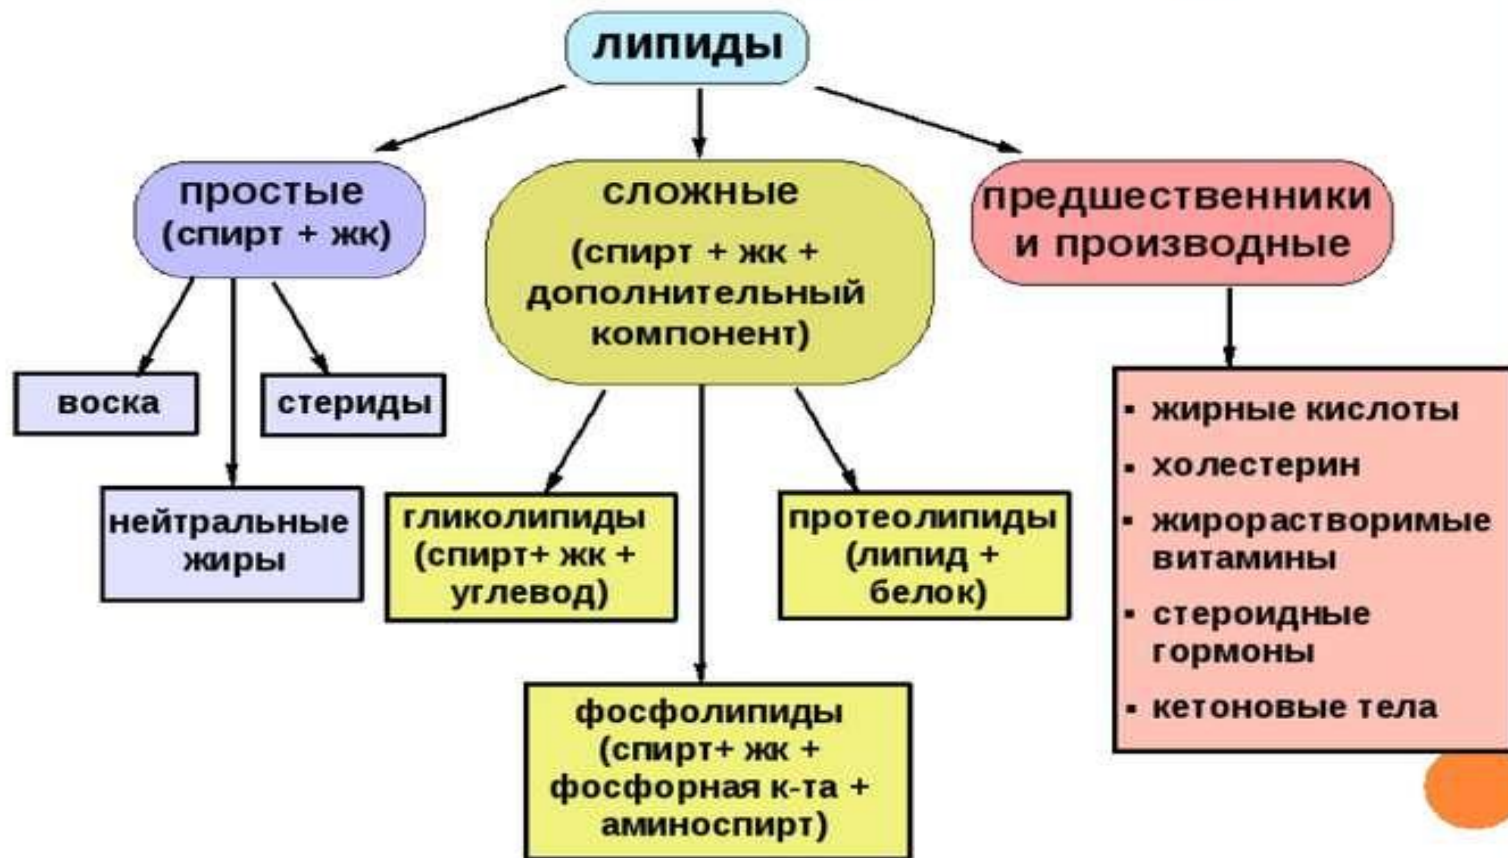 липиды
простые
(спирт + жк)
сложные
(спирт + жк +
дополнительный
компонент)
предшественники
и производные
воска
стериды
нейтральные
жиры
гликолипиды
(спирт+ жк +
углевод)
протеолипиды
(липид +
белок)
фосфолипиды
(спирт+ жк +
фосфорная к-та +
аминоспирт)
▪ жирные кислоты
▪ холестерин
▪ жирорастворимые
витамины
▪ стероидные
гормоны
▪ кетоновые тела